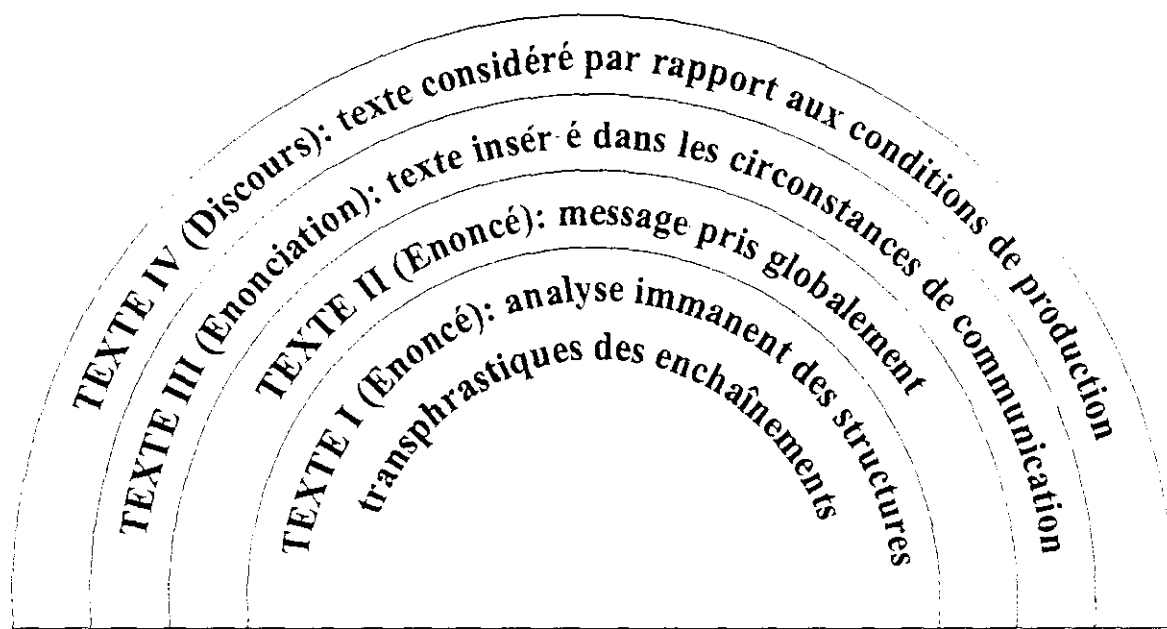 TEXTE IV (Discours): texte considéré par rapport aux conditions de production
TEXTE III (Enonciation): texte inséré dans les circonstances de communication
TEXTE II (Enoncé): message pris globalement
TEXTE I (Enoncé): analyse immanent des structures
transphrastiques des enchaînements